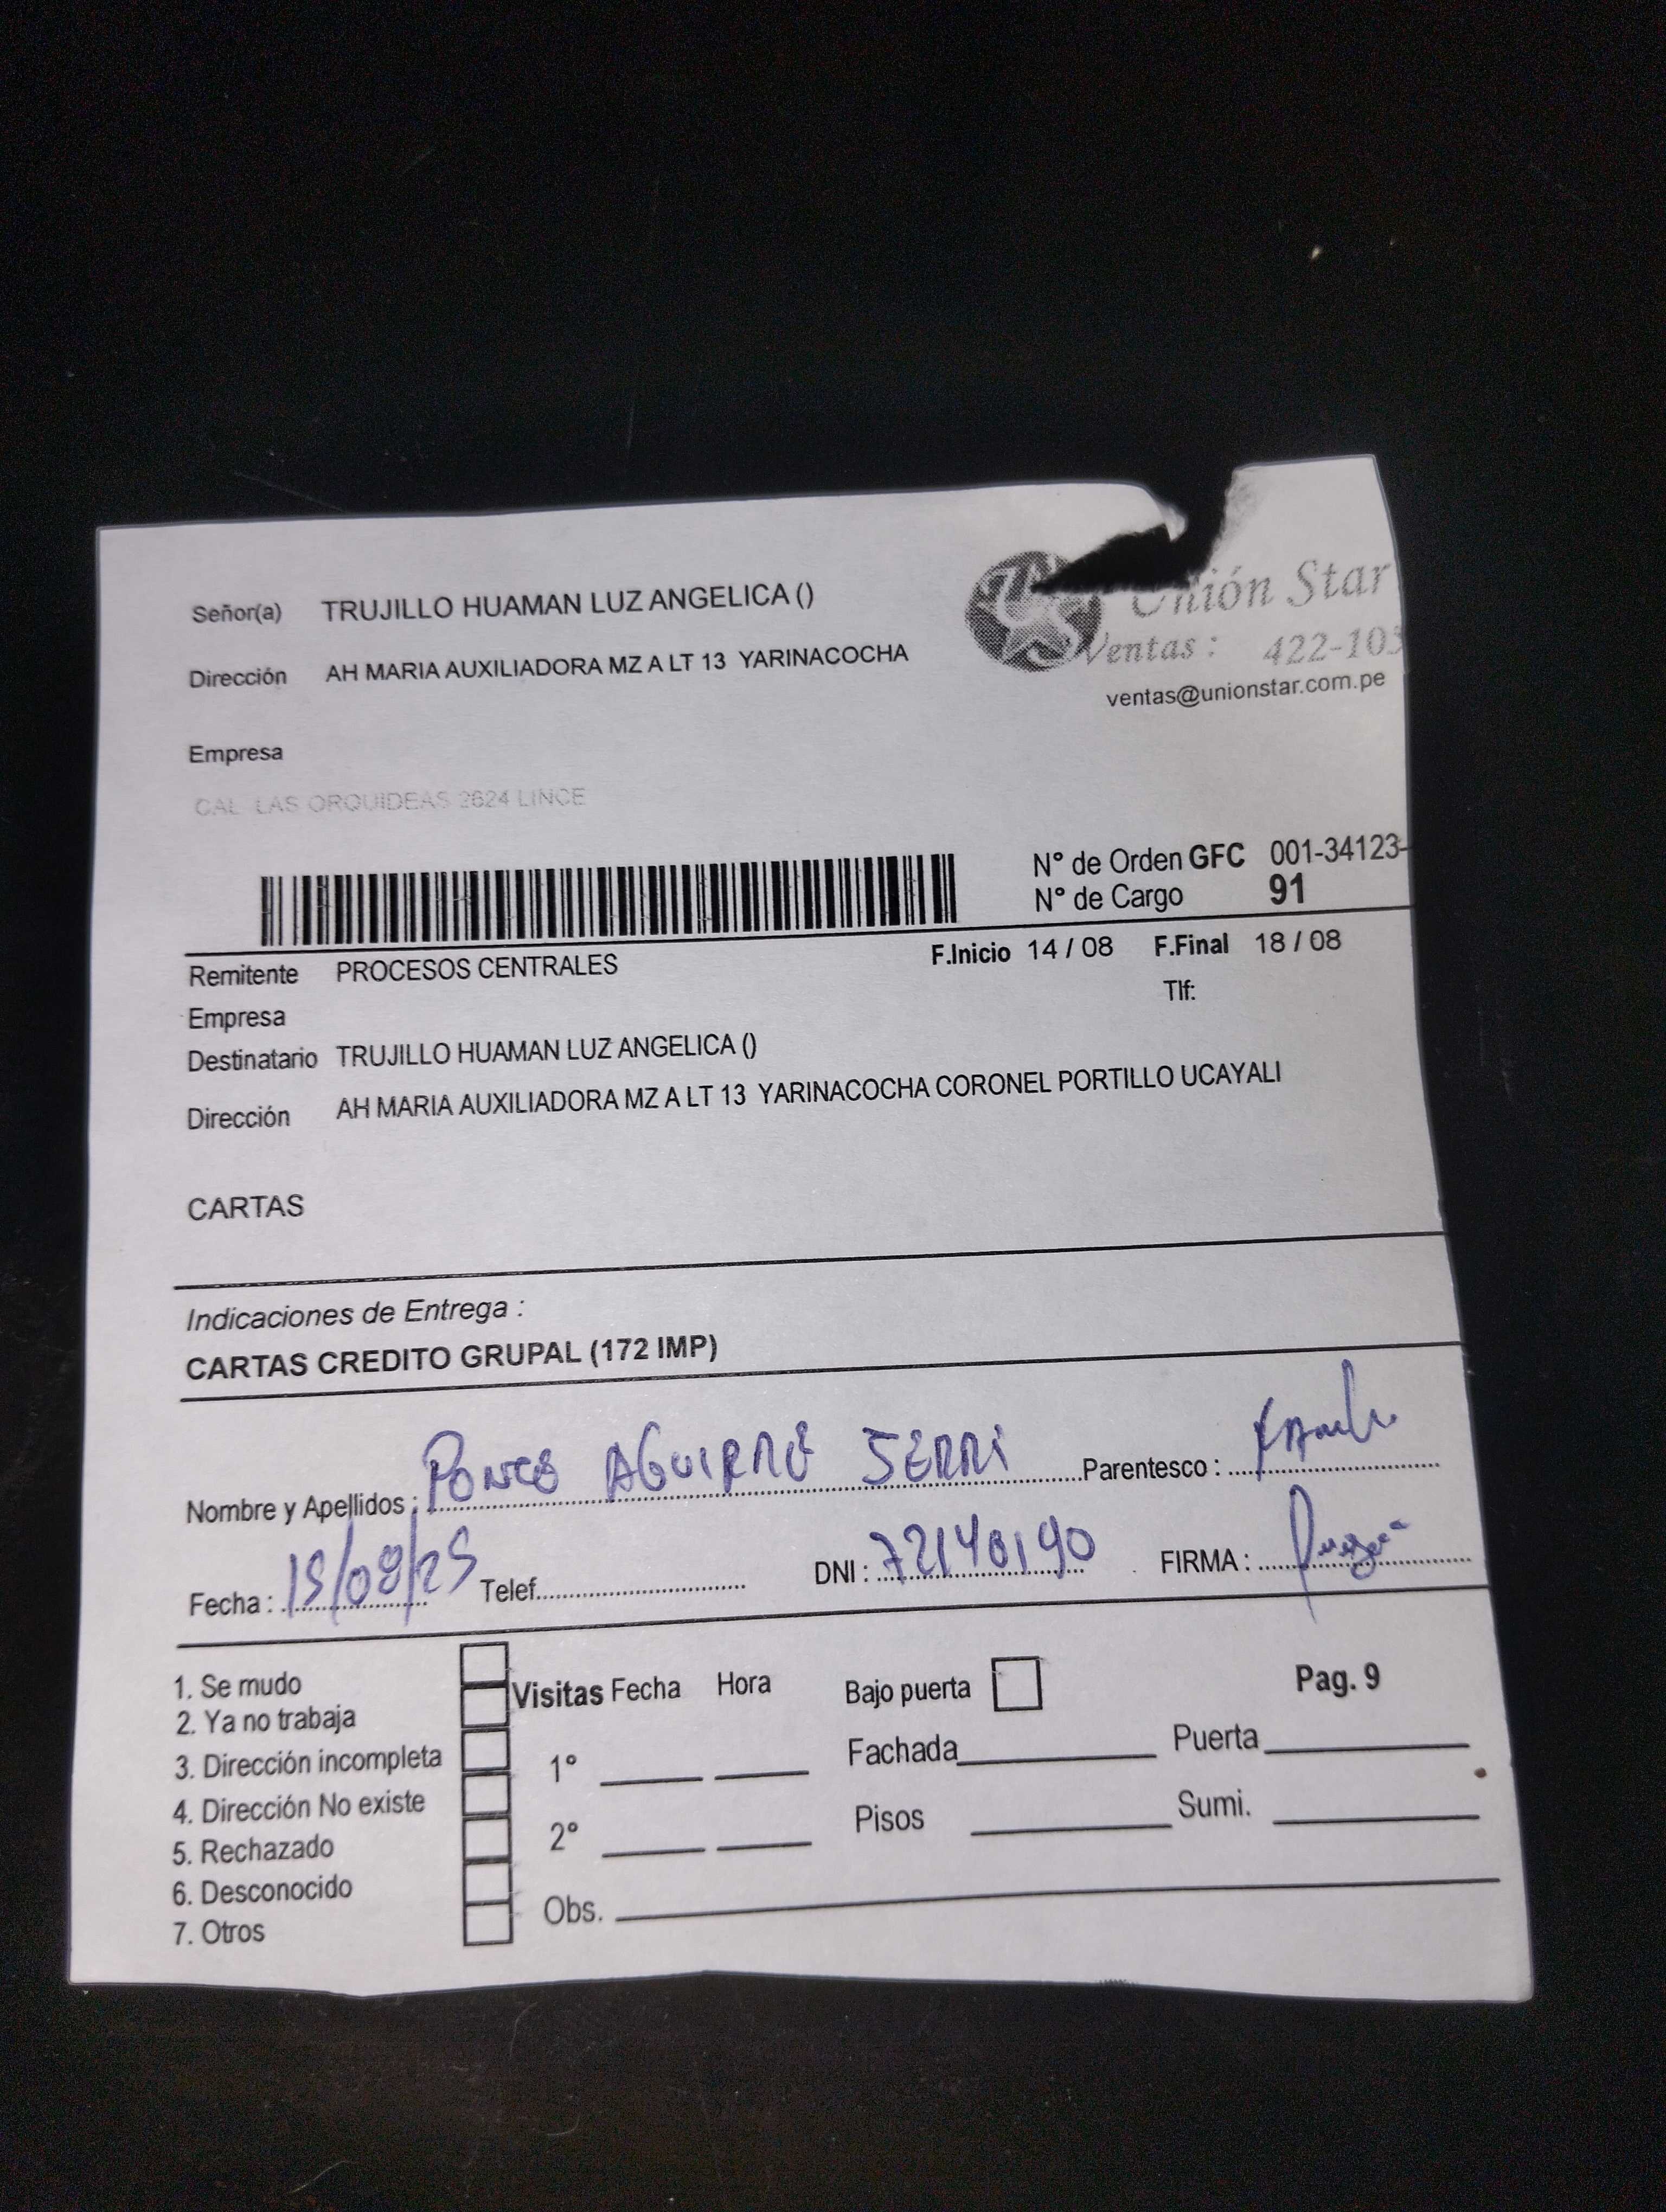 Señor(a) TRUJILLO HUAMAN LUZ ANGELICA ()
Unión Star
Dirección AH MARIA AUXILIADORA MZ A LT 13 YARINACOCHA
Ventas : 422-103
ventas@unionstar.com.pe
Empresa
CAL LAS ORQUIDEAS 2624 LINCE
N° de Orden GFC 001-34123-
N° de Cargo 91
Remitente PROCESOS CENTRALES F.Inicio 14 / 08 F.Final 18 / 08
Empresa Tlf:
Destinatario TRUJILLO HUAMAN LUZ ANGELICA ()
Dirección AH MARIA AUXILIADORA MZ A LT 13 YARINACOCHA CORONEL PORTILLO UCAYALI
CARTAS
Indicaciones de Entrega :
CARTAS CREDITO GRUPAL (172 IMP)
Nombre y Apellidos : PONCE AGUIRRE JERRI Parentesco :
Fecha : 15/08/25 Telef. DNI : 72140190 FIRMA :
1. Se mudo
2. Ya no trabaja
3. Dirección incompleta
4. Dirección No existe
5. Rechazado
6. Desconocido
7. Otros
Visitas Fecha Hora Bajo puerta Pag. 9
1° Fachada Puerta
2° Pisos Sumi.
Obs.